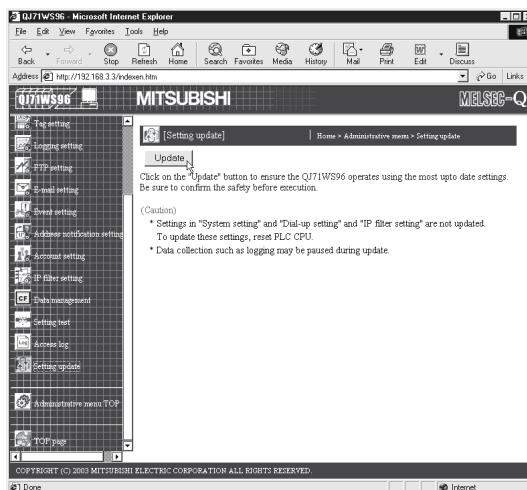 QJ71WS96 - Microsoft Internet Explorer
File Edit View Favorites Tools Help
Back Forward Stop Refresh Home Search Favorites Media History Mail Print Edit Discuss
Address http://192.168.3.3/indexen.htm Go Links
QJ71WS96 MITSUBISHI MELSEC-Q
Tag setting
Logging setting
FTP setting
E-mail setting
Event setting
Address notification setting
Account setting
IP filter setting
CF Data management
Setting test
Log Access log
Setting update
Administrative menu TOP
TOP page
[Setting update] Home > Administrative menu > Setting update
Update
Click on the "Update" button to ensure the QJ71WS96 operates using the most upto date settings.
Be sure to confirm the safety before execution.
(Caution)
* Settings in "System setting" and "Dial-up setting" and "IP filter setting" are not updated.
To update these settings, reset PLC CPU.
* Data collection such as logging may be paused during update.
COPYRIGHT (C) 2003 MITSUBISHI ELECTRIC CORPORATION ALL RIGHTS RESERVED.
Done Internet